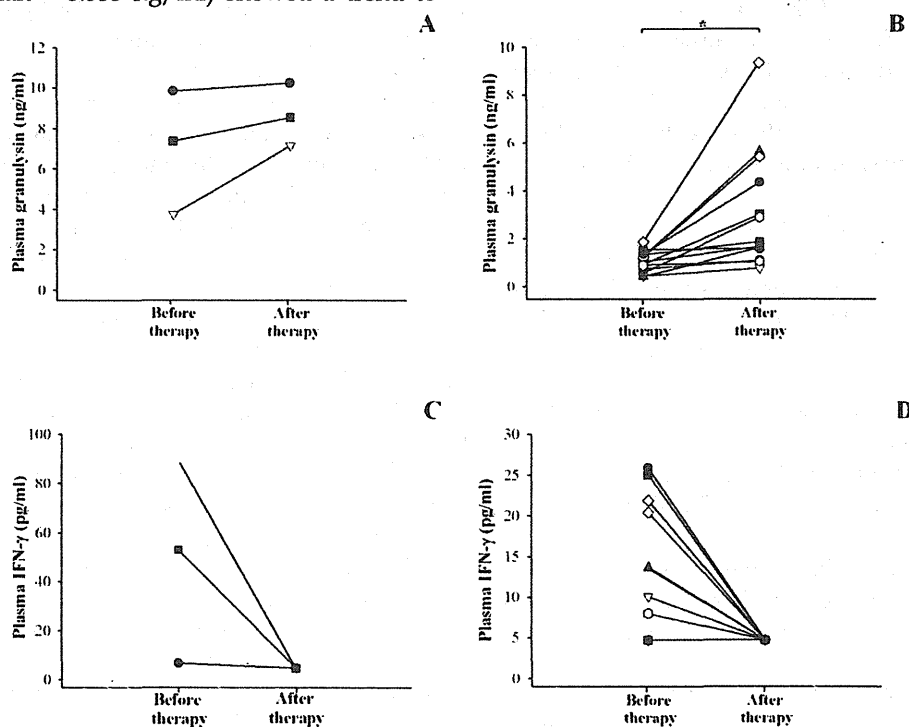 A
B
*
Plasma granulysin (ng/ml)
12
10
8
6
4
2
0
Before therapy
After therapy
Plasma granulysin (ng/ml)
10
8
6
4
2
0
Before therapy
After therapy
C
D
Plasma IFN-γ (pg/ml)
100
80
60
40
20
0
Before therapy
After therapy
Plasma IFN-γ (pg/ml)
30
25
20
15
10
5
0
Before therapy
After therapy